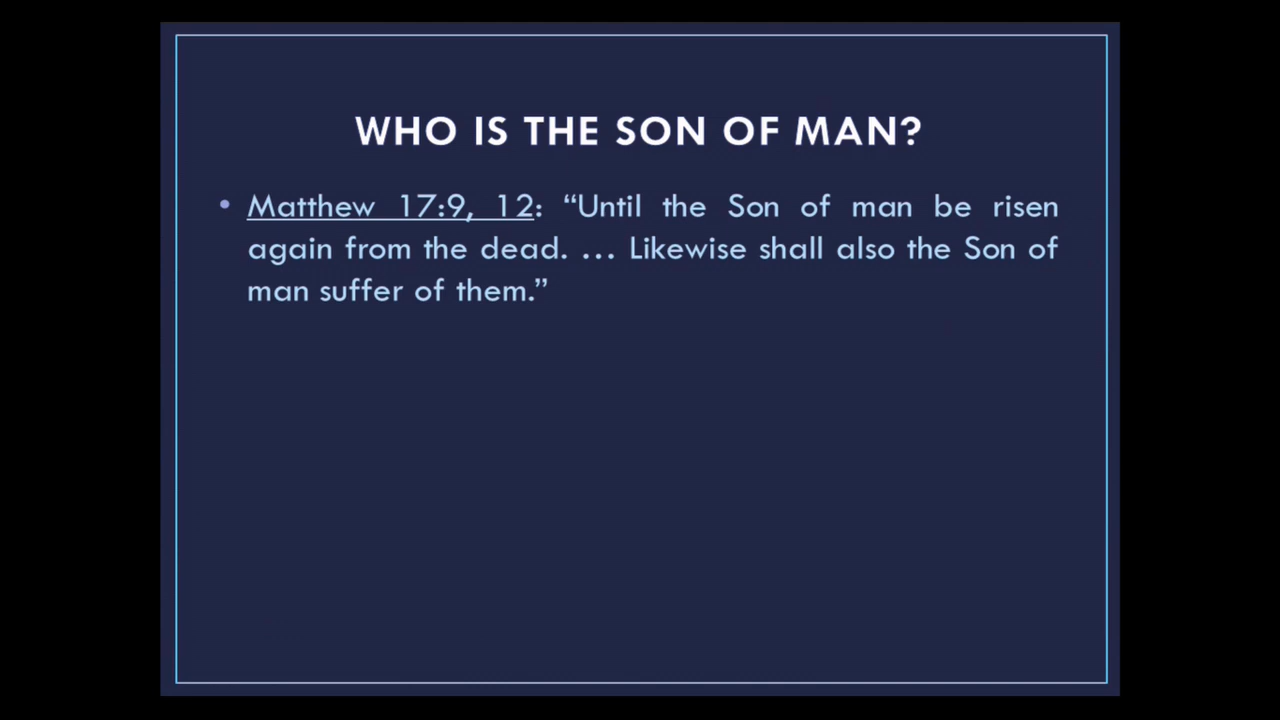 WHO IS THE SON OF MAN?
• Matthew 17:9, 12: “Until the Son of man be risen
again from the dead. … Likewise shall also the Son of
man suffer of them.”